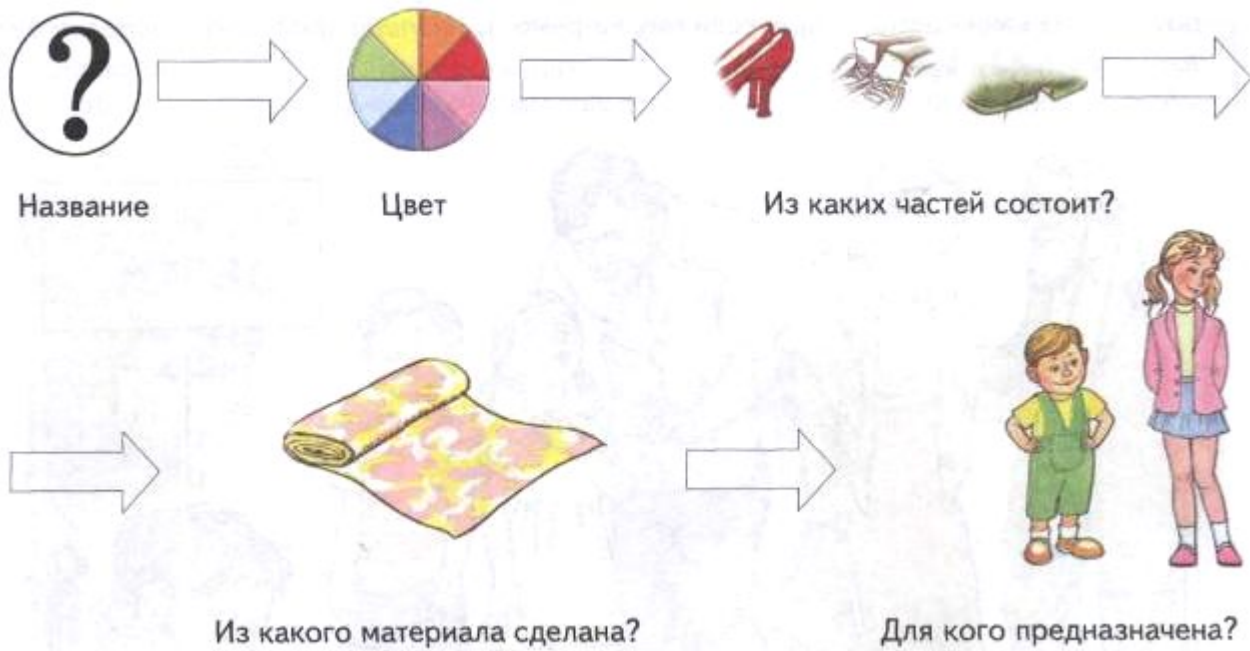 ?
Название
Цвет
Из каких частей состоит?
Из какого материала сделана?
Для кого предназначена?